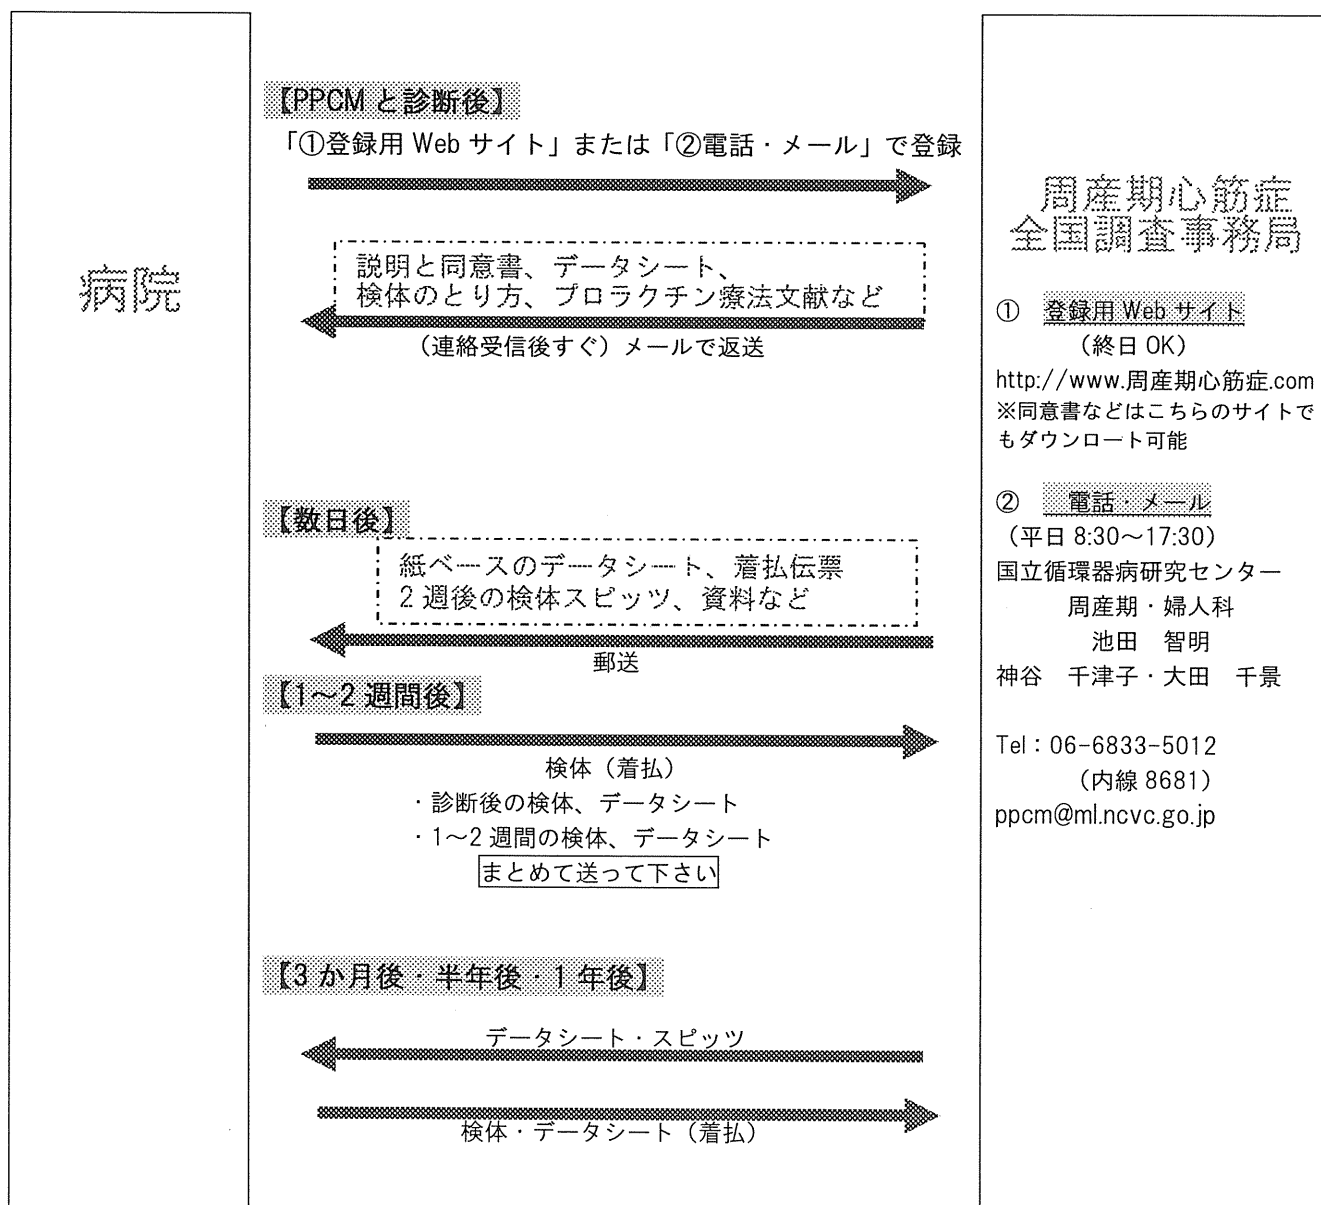 病院
【PPCMと診断後】
「①登録用 Web サイト」または「②電話・メール」で登録
説明と同意書、データシート、
検体のとり方、プロラクチン療法文献など
（連絡受信後すぐ）メールで返送
【数日後】
紙ベースのデータシート、着払伝票
2 週後の検体スピッツ、資料など
郵送
【1～2 週間後】
検体（着払）
・診断後の検体、データシート
・1～2 週間の検体、データシート
まとめて送って下さい
【3 か月後・半年後・1 年後】
データシート・スピッツ
検体・データシート（着払）
周産期心筋症
全国調査事務局
① 登録用 Web サイト
（終日 OK）
http://www.周産期心筋症.com
※同意書などはこちらのサイトで
もダウンロート可能
② 電話・メール
（平日 8:30～17:30）
国立循環器病研究センター
周産期・婦人科
池田　智明
神谷　千津子・大田　千景
Tel：06-6833-5012
（内線 8681）
ppcm@ml.ncvc.go.jp